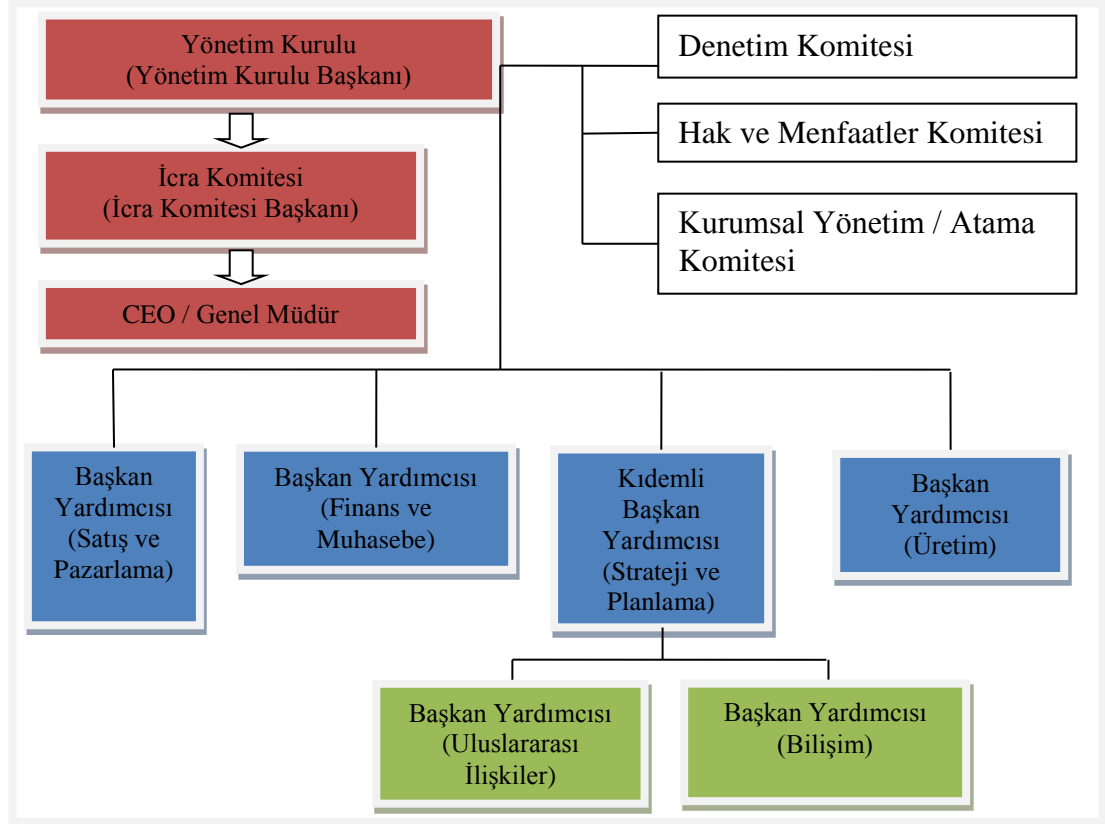 Yönetim Kurulu
(Yönetim Kurulu Başkanı)
Denetim Komitesi
Hak ve Menfaatler Komitesi
İcra Komitesi
(İcra Komitesi Başkanı)
Kurumsal Yönetim / Atama
Komitesi
CEO / Genel Müdür
Başkan
Yardımcısı
(Satış ve
Pazarlama)
Başkan Yardımcısı
(Finans ve
Muhasebe)
Kıdemli
Başkan
Yardımcısı
(Strateji ve
Planlama)
Başkan
Yardımcısı
(Üretim)
Başkan Yardımcısı
(Uluslararası
İlişkiler)
Başkan Yardımcısı
(Bilişim)